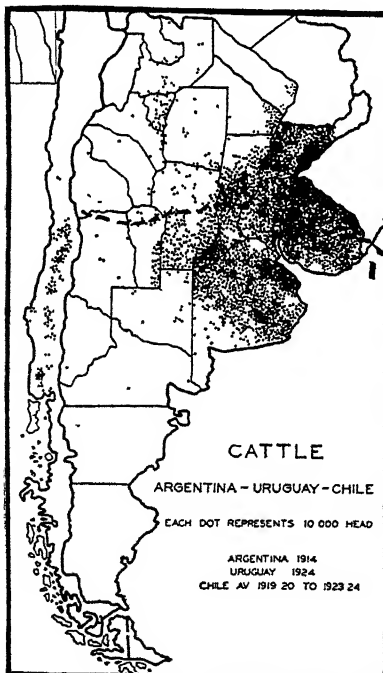 CATTLE
ARGENTINA - URUGUAY - CHILE
EACH DOT REPRESENTS 10 000 HEAD
ARGENTINA 1914
URUGUAY 1924
CHILE AV 1919 20 TO 1923 24